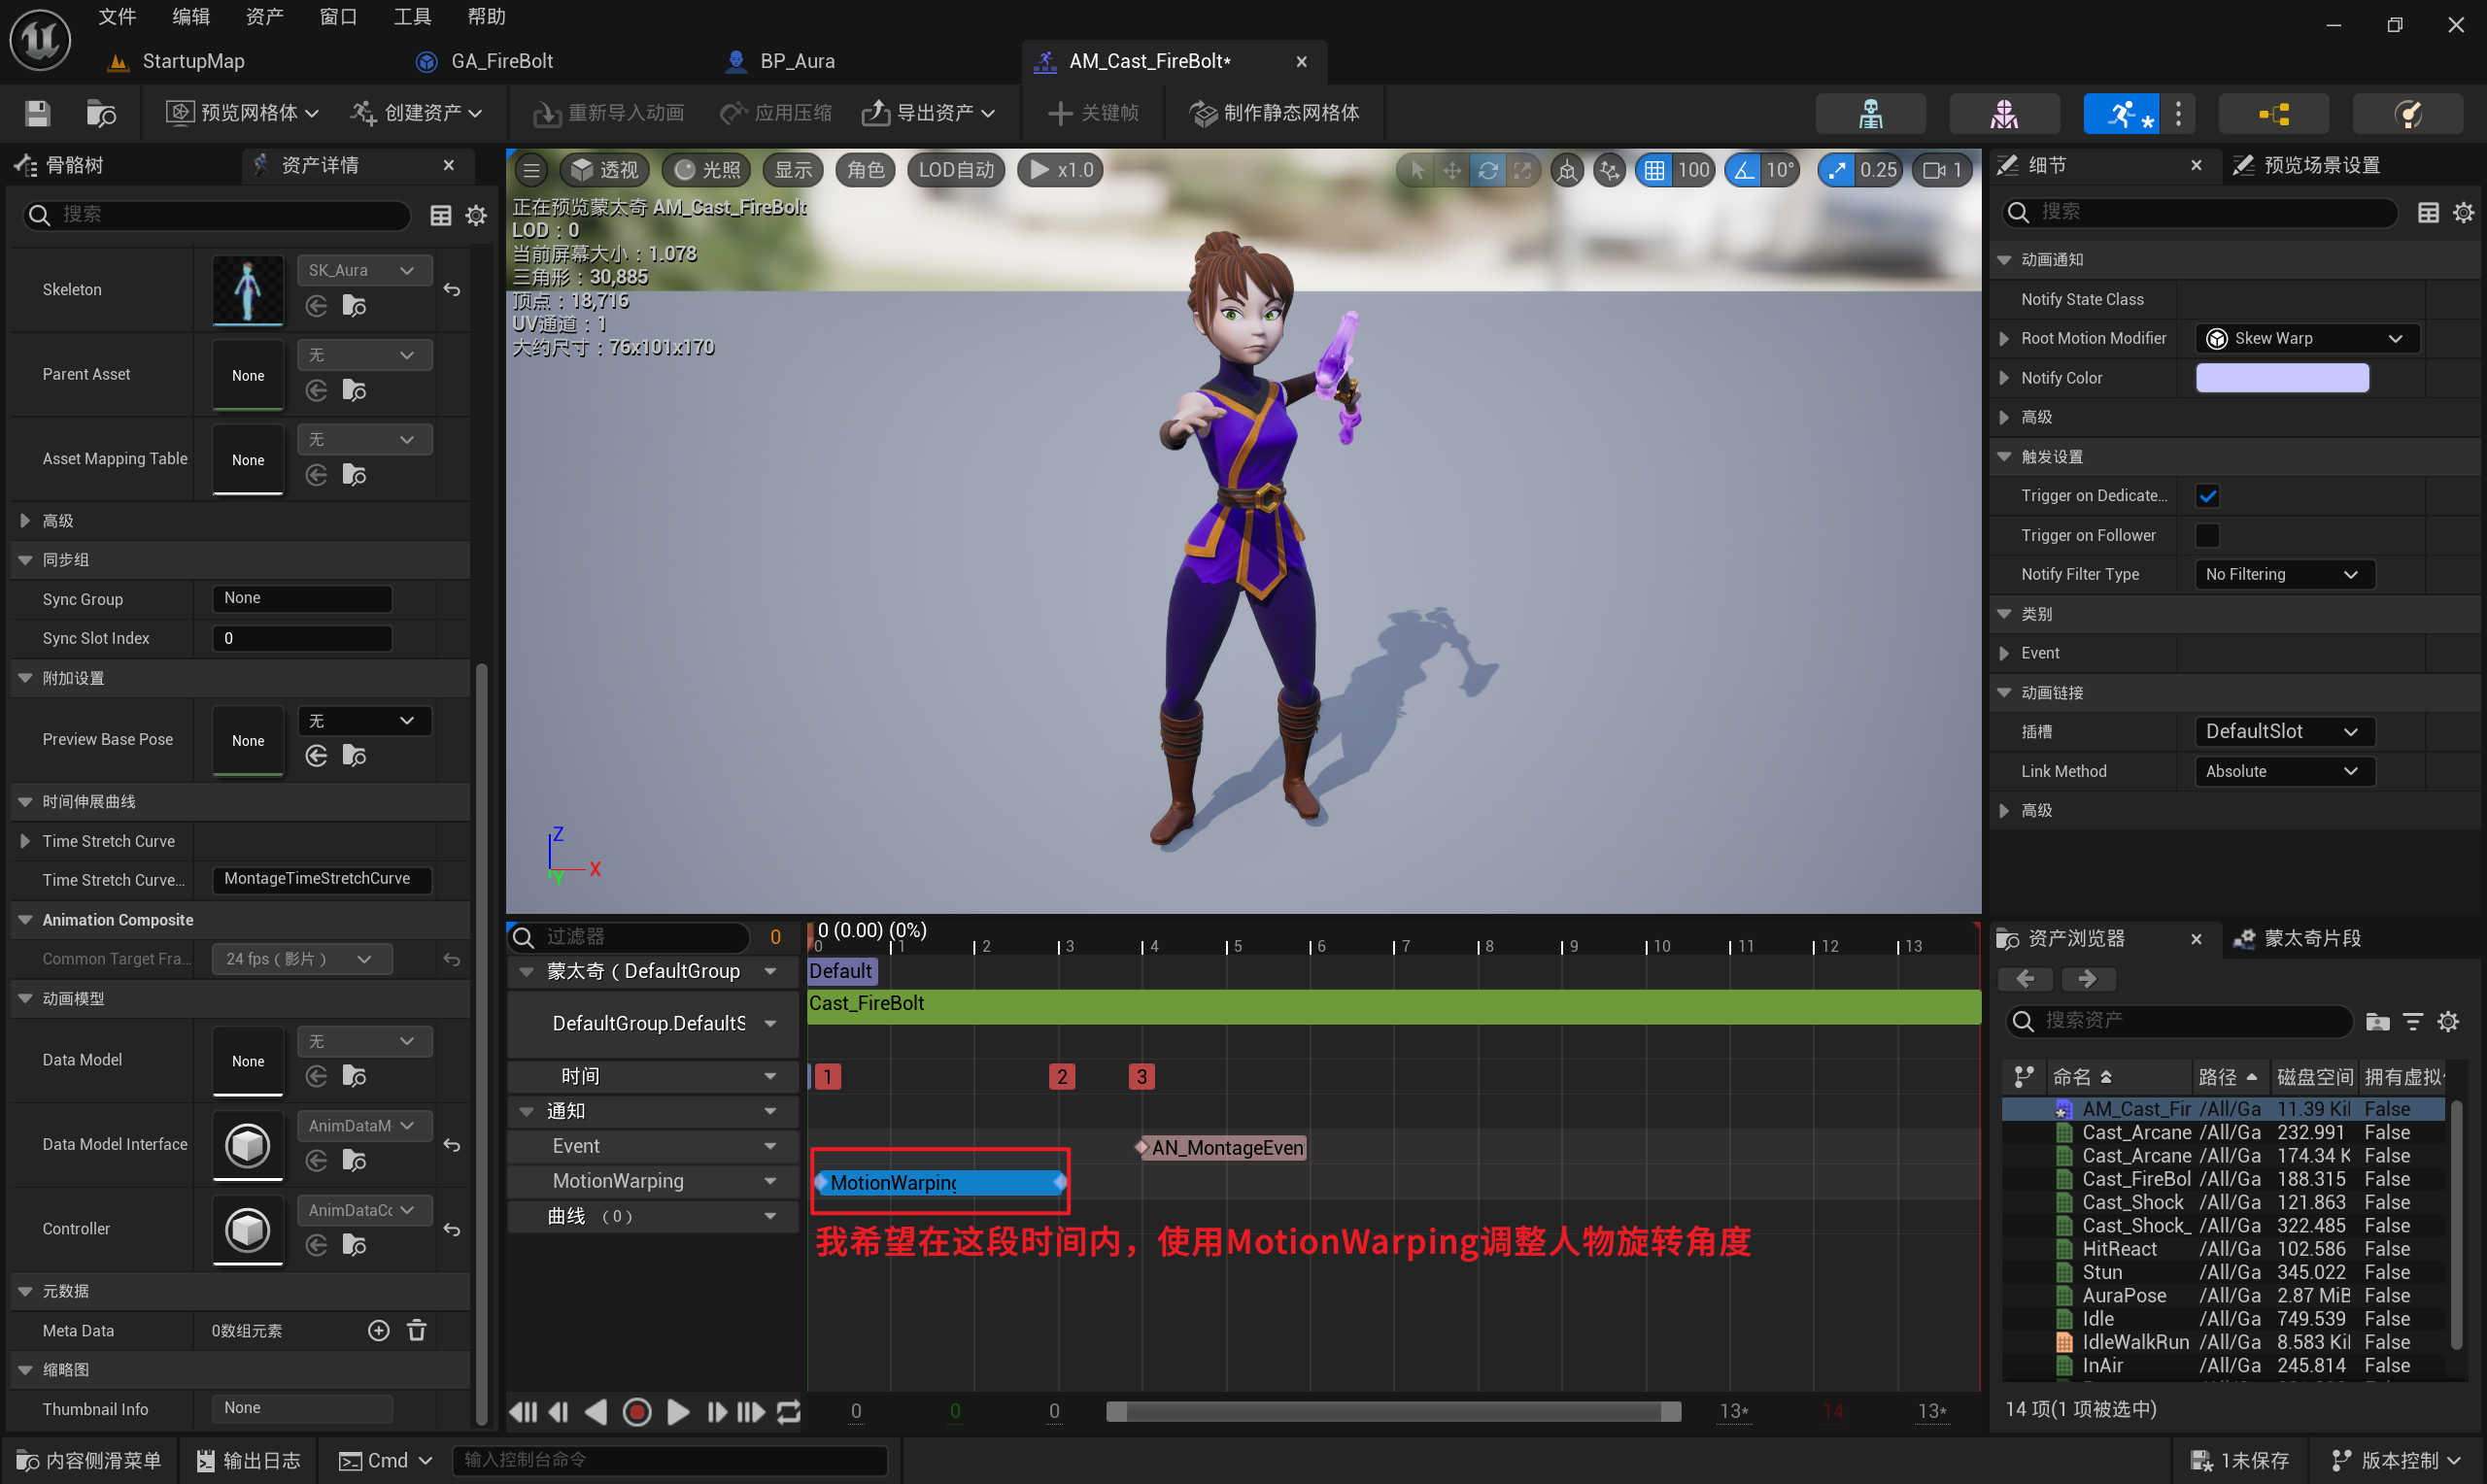 文件 编辑 资产 窗口 工具 帮助
StartupMap GA_FireBolt BP_Aura AM_Cast_FireBolt*
预览网格体 创建资产 重新导入动画 应用压缩 导出资产 关键帧 制作静态网格体
骨骼树 资产详情
搜索
Skeleton SK_Aura
Parent Asset None 无
Asset Mapping Table None 无
高级
同步组
Sync Group None
Sync Slot Index 0
附加设置
Preview Base Pose None 无
时间伸展曲线
Time Stretch Curve
Time Stretch Curve... MontageTimeStretchCurve
Animation Composite
Common Target Fra... 24 fps（影片）
动画模型
Data Model None 无
Data Model Interface AnimDataM
Controller AnimDataCc
元数据
Meta Data 0数组元素
缩略图
Thumbnail Info None
透视 光照 显示 角色 LOD自动 x1.0 100 10° 0.25 1
正在预览蒙太奇 AM_Cast_FireBolt
LOD：0
当前屏幕大小：1.078
三角形：30,885
顶点：18,716
UV通道：1
大约尺寸：76x101x170
Z
X
Y
过滤器 0 0 (0.00) (0%)
0 1 2 3 4 5 6 7 8 9 10 11 12 13
蒙太奇（DefaultGroup Default
Cast_FireBolt
DefaultGroup.DefaultS
时间 1 2 3
通知
Event AN_MontageEven
MotionWarping MotionWarping
曲线 （0）
我希望在这段时间内，使用MotionWarping调整人物旋转角度
0 0 0 13* 14 13*
细节 预览场景设置
搜索
动画通知
Notify State Class
Root Motion Modifier Skew Warp
Notify Color
高级
触发设置
Trigger on Dedicate...
Trigger on Follower
Notify Filter Type No Filtering
类别
Event
动画链接
插槽 DefaultSlot
Link Method Absolute
高级
资产浏览器 蒙太奇片段
搜索资产
命名 路径 磁盘空间 拥有虚拟
AM_Cast_Fir /All/Ga 11.39 Ki False
Cast_Arcane /All/Ga 232.991 False
Cast_Arcane /All/Ga 174.34 K False
Cast_FireBol /All/Ga 188.315 False
Cast_Shock /All/Ga 121.863 False
Cast_Shock_ /All/Ga 322.485 False
HitReact /All/Ga 102.586 False
Stun /All/Ga 345.022 False
AuraPose /All/Ga 2.87 MiB False
Idle /All/Ga 749.539 False
IdleWalkRun /All/Ga 8.583 Ki False
InAir /All/Ga 245.814 False
14 项(1 项被选中)
内容侧滑菜单 输出日志 Cmd 输入控制台命令 1未保存 版本控制